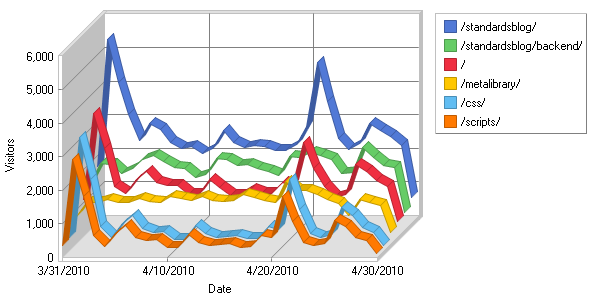 /standardsblog/
/standardsblog/backend/
/
/metalibrary/
/css/
/scripts/
Visitors
6,000
5,000
4,000
3,000
2,000
1,000
0
3/31/2010
4/10/2010
4/20/2010
4/30/2010
Date